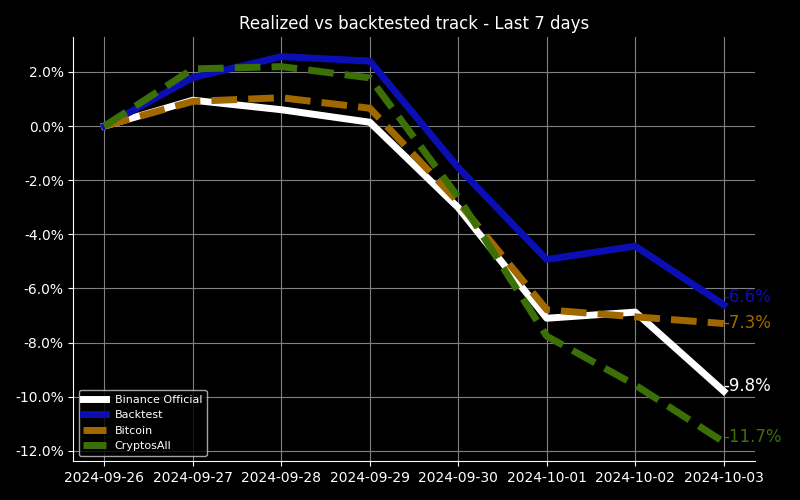 Realized vs backtested track - Last 7 days
2.0%
0.0%
-2.0%
-4.0%
-6.0%
-8.0%
-10.0%
-12.0%
-6.6%
-7.3%
-9.8%
-11.7%
Binance Official
Backtest
Bitcoin
CryptosAll
2024-09-26 2024-09-27 2024-09-28 2024-09-29 2024-09-30 2024-10-01 2024-10-02 2024-10-03